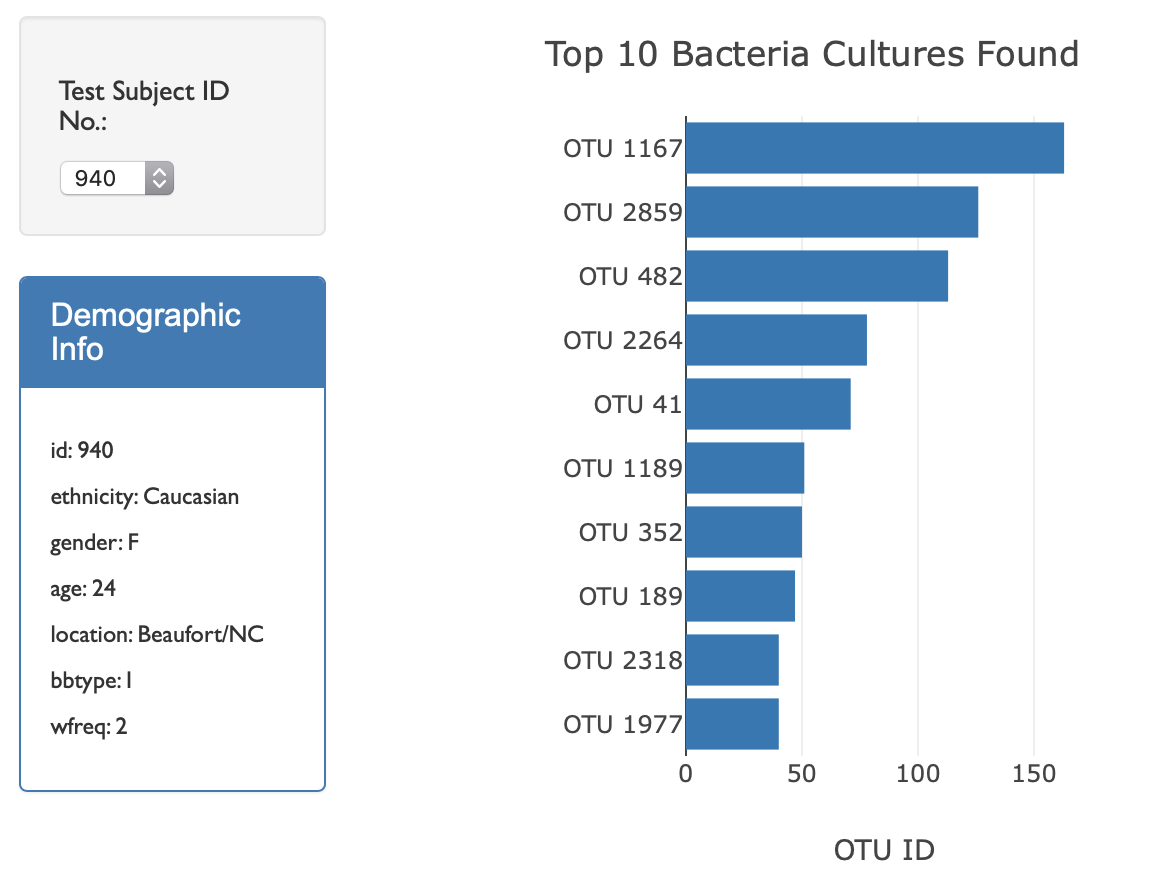 Test Subject ID
No.:
940
Demographic
Info
id: 940
ethnicity: Caucasian
gender: F
age: 24
location: Beaufort/NC
bbtype: I
wfreq: 2
Top 10 Bacteria Cultures Found
OTU 1167
OTU 2859
OTU 482
OTU 2264
OTU 41
OTU 1189
OTU 352
OTU 189
OTU 2318
OTU 1977
0 50 100 150
OTU ID